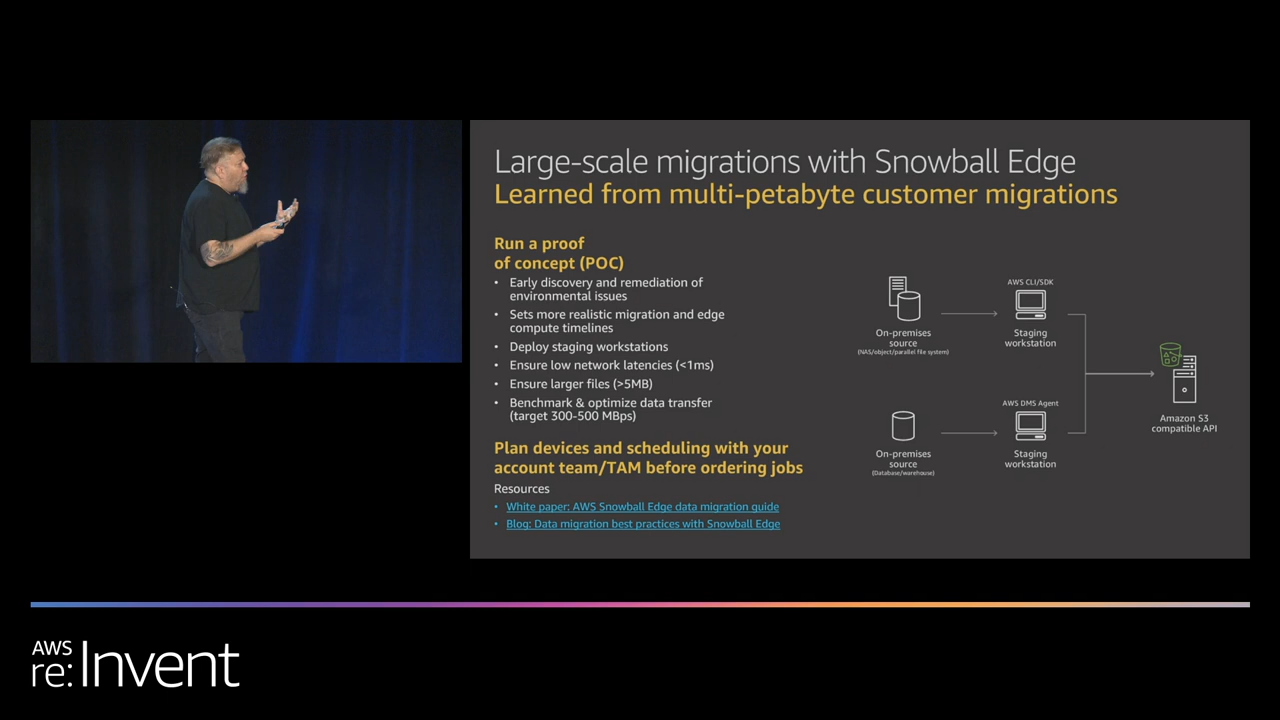 Large-scale migrations with Snowball Edge
Learned from multi-petabyte customer migrations
Run a proof
of concept (POC)
• Early discovery and remediation of
environmental issues
• Sets more realistic migration and edge
compute timelines
• Deploy staging workstations
• Ensure low network latencies (<1ms)
• Ensure larger files (>5MB)
• Benchmark & optimize data transfer
(target 300-500 MBps)
Plan devices and scheduling with your
account team/TAM before ordering jobs
Resources
• White paper: AWS Snowball Edge data migration guide
• Blog: Data migration best practices with Snowball Edge
On-premises
source
(NAS/object/parallel file system)
AWS CLI/SDK
Staging
workstation
On-premises
source
(Database/warehouse)
AWS DMS Agent
Staging
workstation
Amazon S3
compatible API
AWS
re:Invent